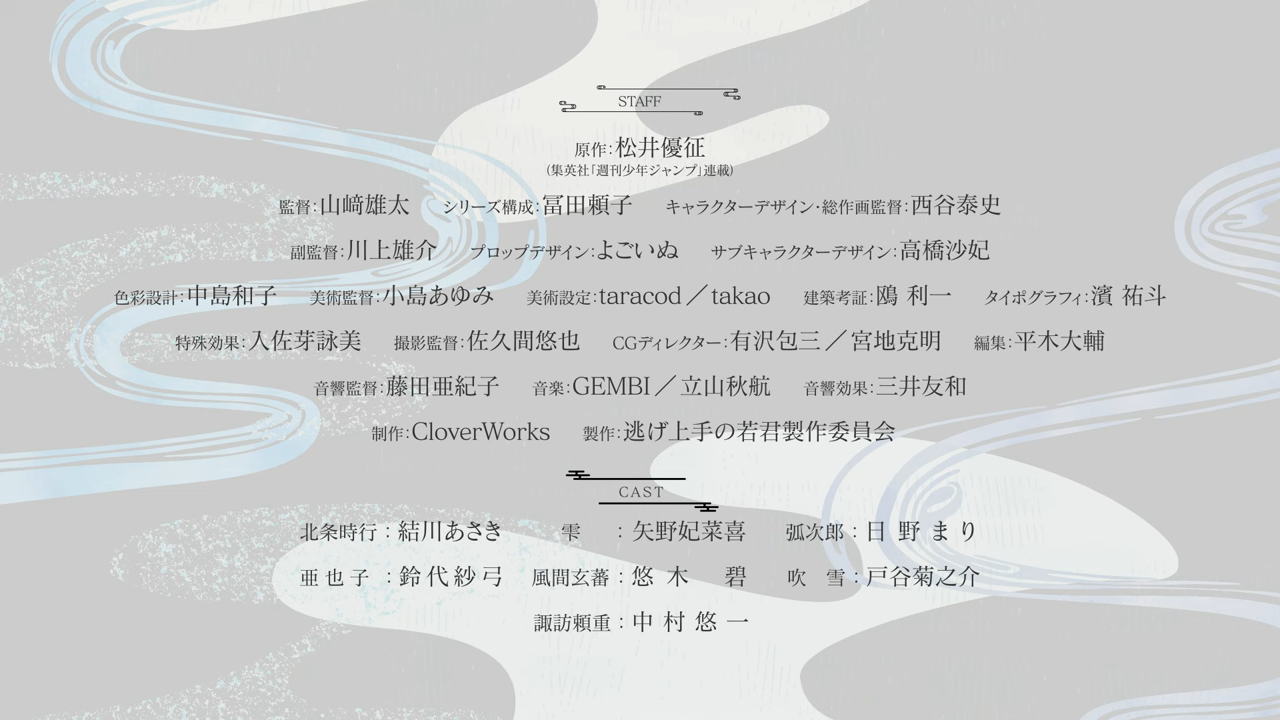 STAFF
原作:松井優征
(集英社「週刊少年ジャンプ」連載)
監督:山﨑雄太 シリーズ構成:冨田頼子 キャラクターデザイン・総作画監督:西谷泰史
副監督:川上雄介 プロップデザイン:よごいぬ サブキャラクターデザイン:高橋沙妃
色彩設計:中島和子 美術監督:小島あゆみ 美術設定:taracod/takao 建築考証:鴎 利一 タイポグラフィ:濱 祐斗
特殊効果:入佐芽詠美 撮影監督:佐久間悠也 CGディレクター:有沢包三/宮地克明 編集:平木大輔
音響監督:藤田亜紀子 音楽:GEMBI/立山秋航 音響効果:三井友和
制作:CloverWorks 製作:逃げ上手の若君製作委員会
CAST
北条時行:結川あさき 雫:矢野妃菜喜 弧次郎:日野まり
亜也子:鈴代紗弓 風間玄蕃:悠木 碧 吹雪:戸谷菊之介
諏訪頼重:中村悠一